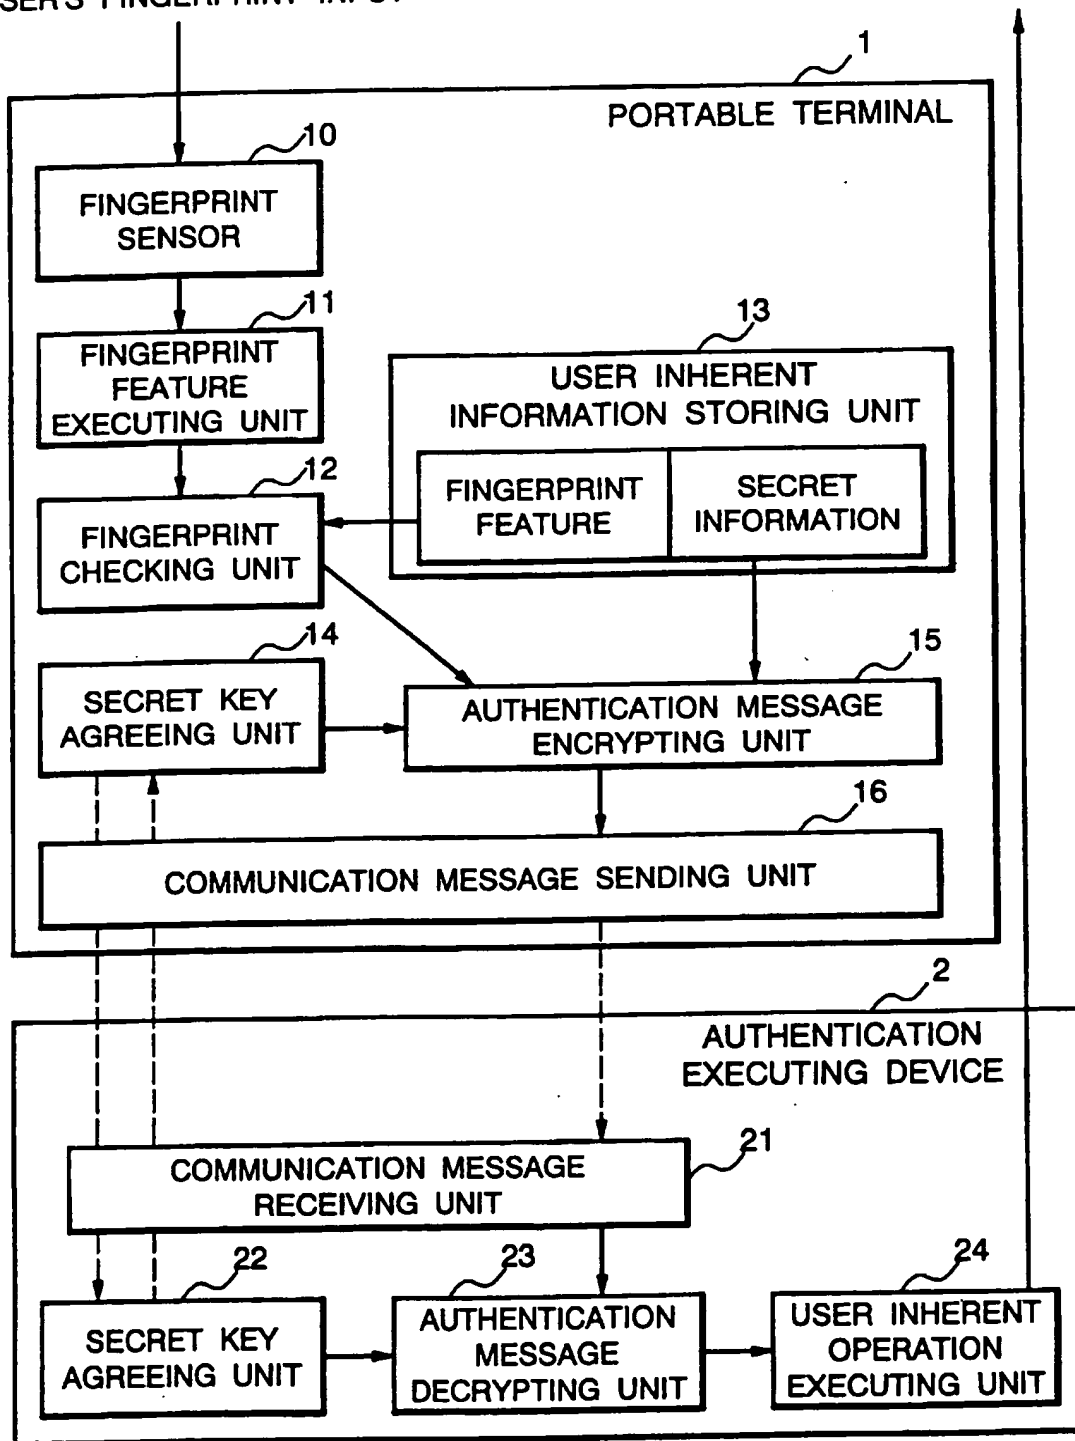 FINGERPRINT INPUT
1
PORTABLE TERMINAL
10
FINGERPRINT
SENSOR
11
FINGERPRINT
FEATURE
EXECUTING UNIT
13
USER INHERENT
INFORMATION STORING UNIT
FINGERPRINT
FEATURE
SECRET
INFORMATION
12
FINGERPRINT
CHECKING UNIT
14
SECRET KEY
AGREEING UNIT
15
AUTHENTICATION MESSAGE
ENCRYPTING UNIT
16
COMMUNICATION MESSAGE SENDING UNIT
2
AUTHENTICATION
EXECUTING DEVICE
21
COMMUNICATION MESSAGE
RECEIVING UNIT
22
SECRET KEY
AGREEING UNIT
23
AUTHENTICATION
MESSAGE
DECRYPTING UNIT
24
USER INHERENT
OPERATION
EXECUTING UNIT